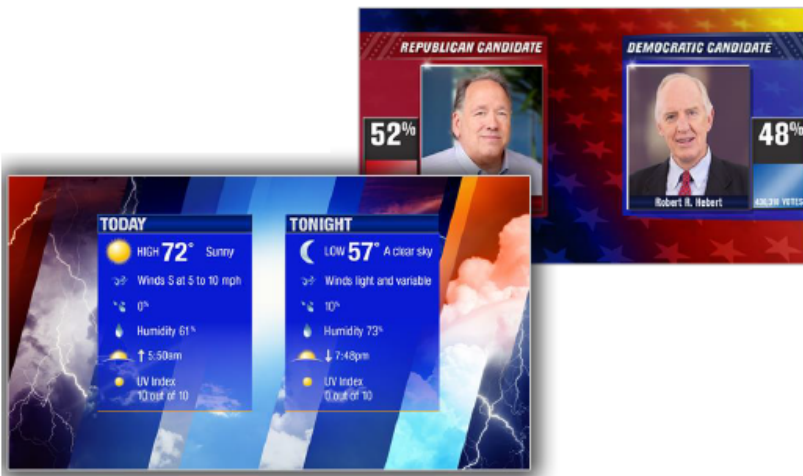 REPUBLICAN CANDIDATE
DEMOCRATIC CANDIDATE
52%
48%
Robert R. Hebert
TODAY
HIGH 72° Sunny
Winds S at 5 to 10 mph
0%
Humidity 61%
↑ 5:50am
UV Index
10 out of 10
TONIGHT
LOW 57° A clear sky
Winds light and variable
10%
Humidity 73%
↓ 7:48pm
UV Index
0 out of 10